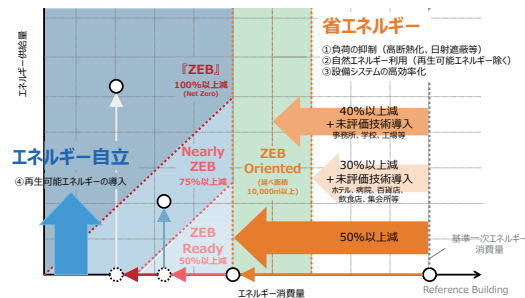 省エネルギー
①負荷の抑制（高断熱化、日射遮蔽等）
②自然エネルギー利用（再生可能エネルギー除く）
③設備システムの高効率化
エネルギー供給量
『ZEB』
100%以上減
(Net Zero)
40%以上減
＋未評価技術導入
事務所、学校、工場等
エネルギー自立
④再生可能エネルギーの導入
Nearly
ZEB
75%以上減
ZEB
Oriented
(延べ面積
10,000㎡以上)
30%以上減
＋未評価技術導入
ホテル、病院、百貨店、
飲食店、集会所等
ZEB
Ready
50%以上減
50%以上減
基準一次エネルギー
消費量
エネルギー消費量
Reference Building